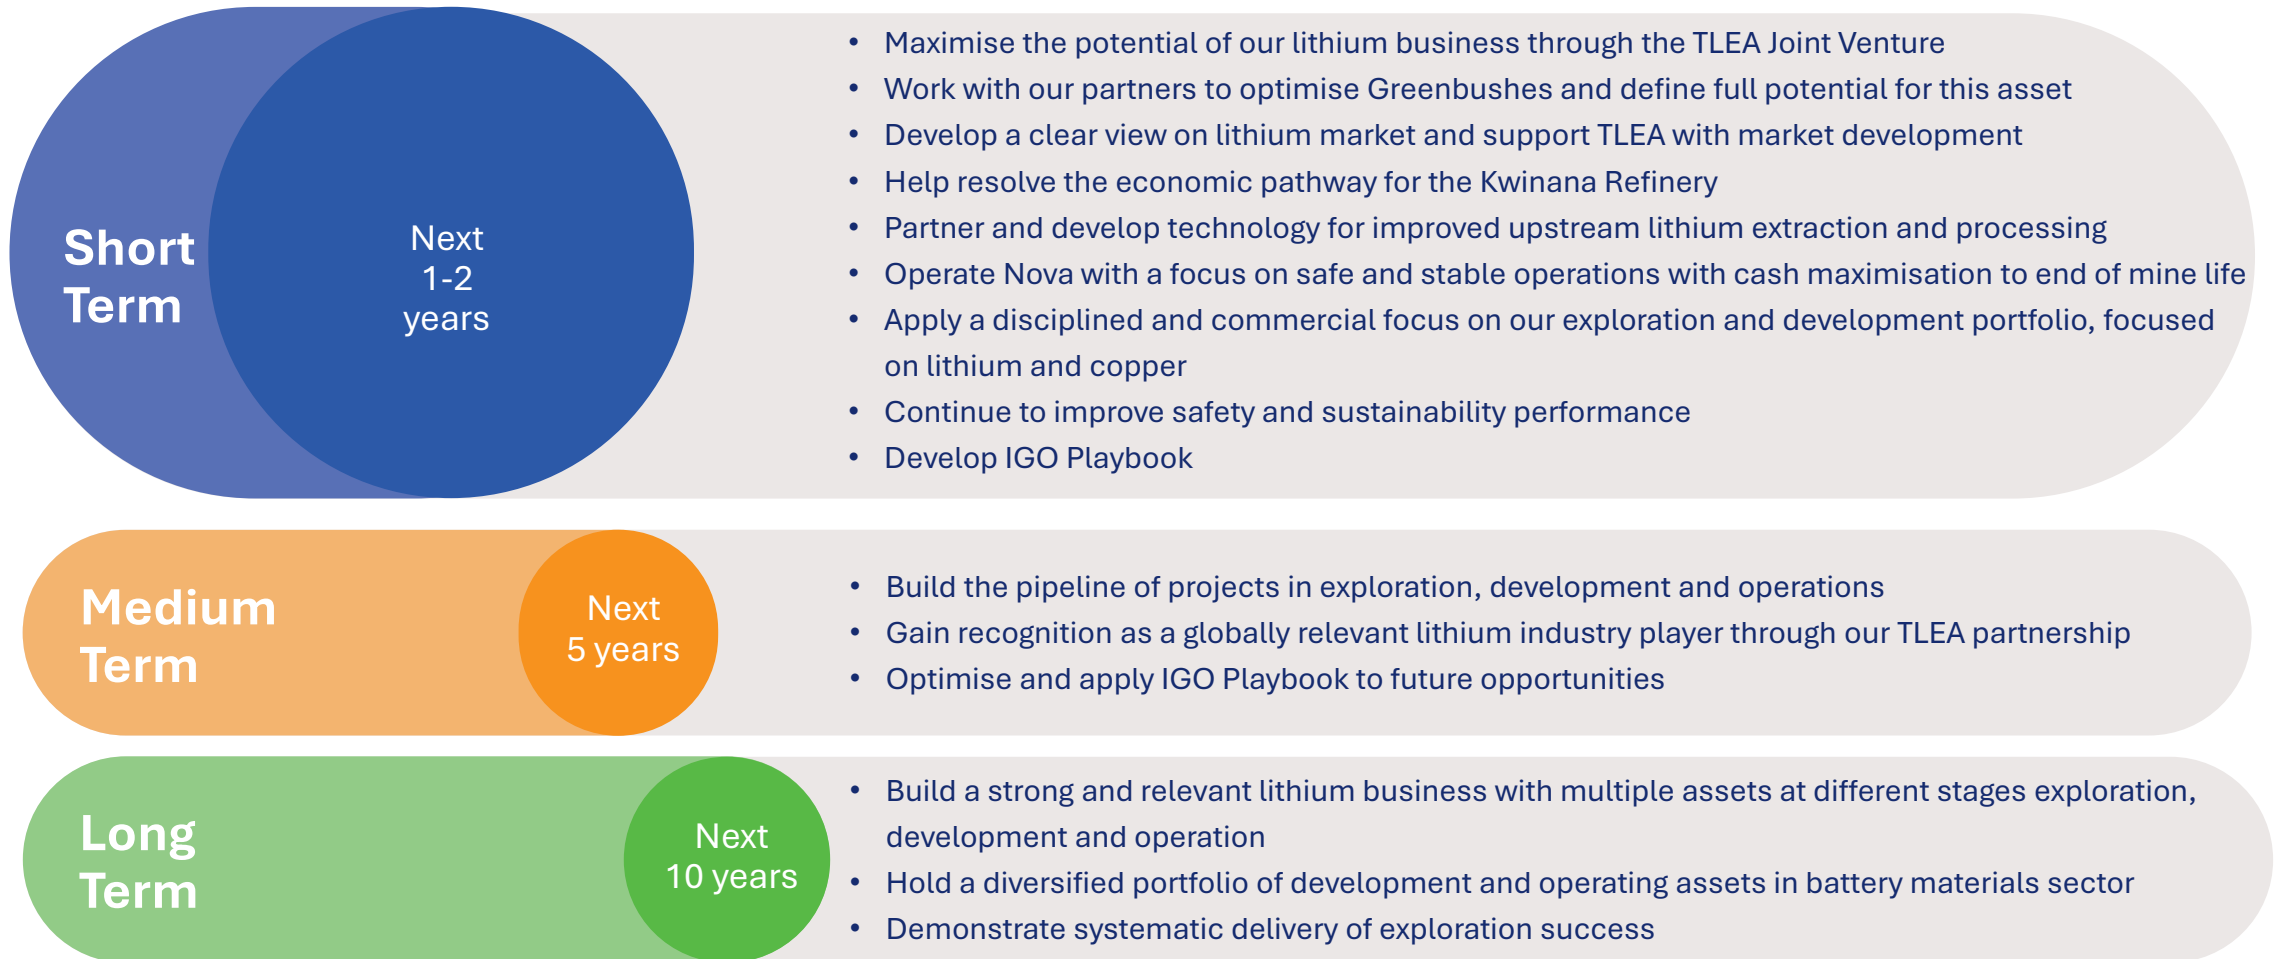 Short
Term
Next
1-2
years
• Maximise the potential of our lithium business through the TLEA Joint Venture
• Work with our partners to optimise Greenbushes and define full potential for this asset
• Develop a clear view on lithium market and support TLEA with market development
• Help resolve the economic pathway for the Kwinana Refinery
• Partner and develop technology for improved upstream lithium extraction and processing
• Operate Nova with a focus on safe and stable operations with cash maximisation to end of mine life
• Apply a disciplined and commercial focus on our exploration and development portfolio, focused
on lithium and copper
• Continue to improve safety and sustainability performance
• Develop IGO Playbook
Medium
Term
Next
5 years
• Build the pipeline of projects in exploration, development and operations
• Gain recognition as a globally relevant lithium industry player through our TLEA partnership
• Optimise and apply IGO Playbook to future opportunities
Long
Term
Next
10 years
• Build a strong and relevant lithium business with multiple assets at different stages exploration,
development and operation
• Hold a diversified portfolio of development and operating assets in battery materials sector
• Demonstrate systematic delivery of exploration success